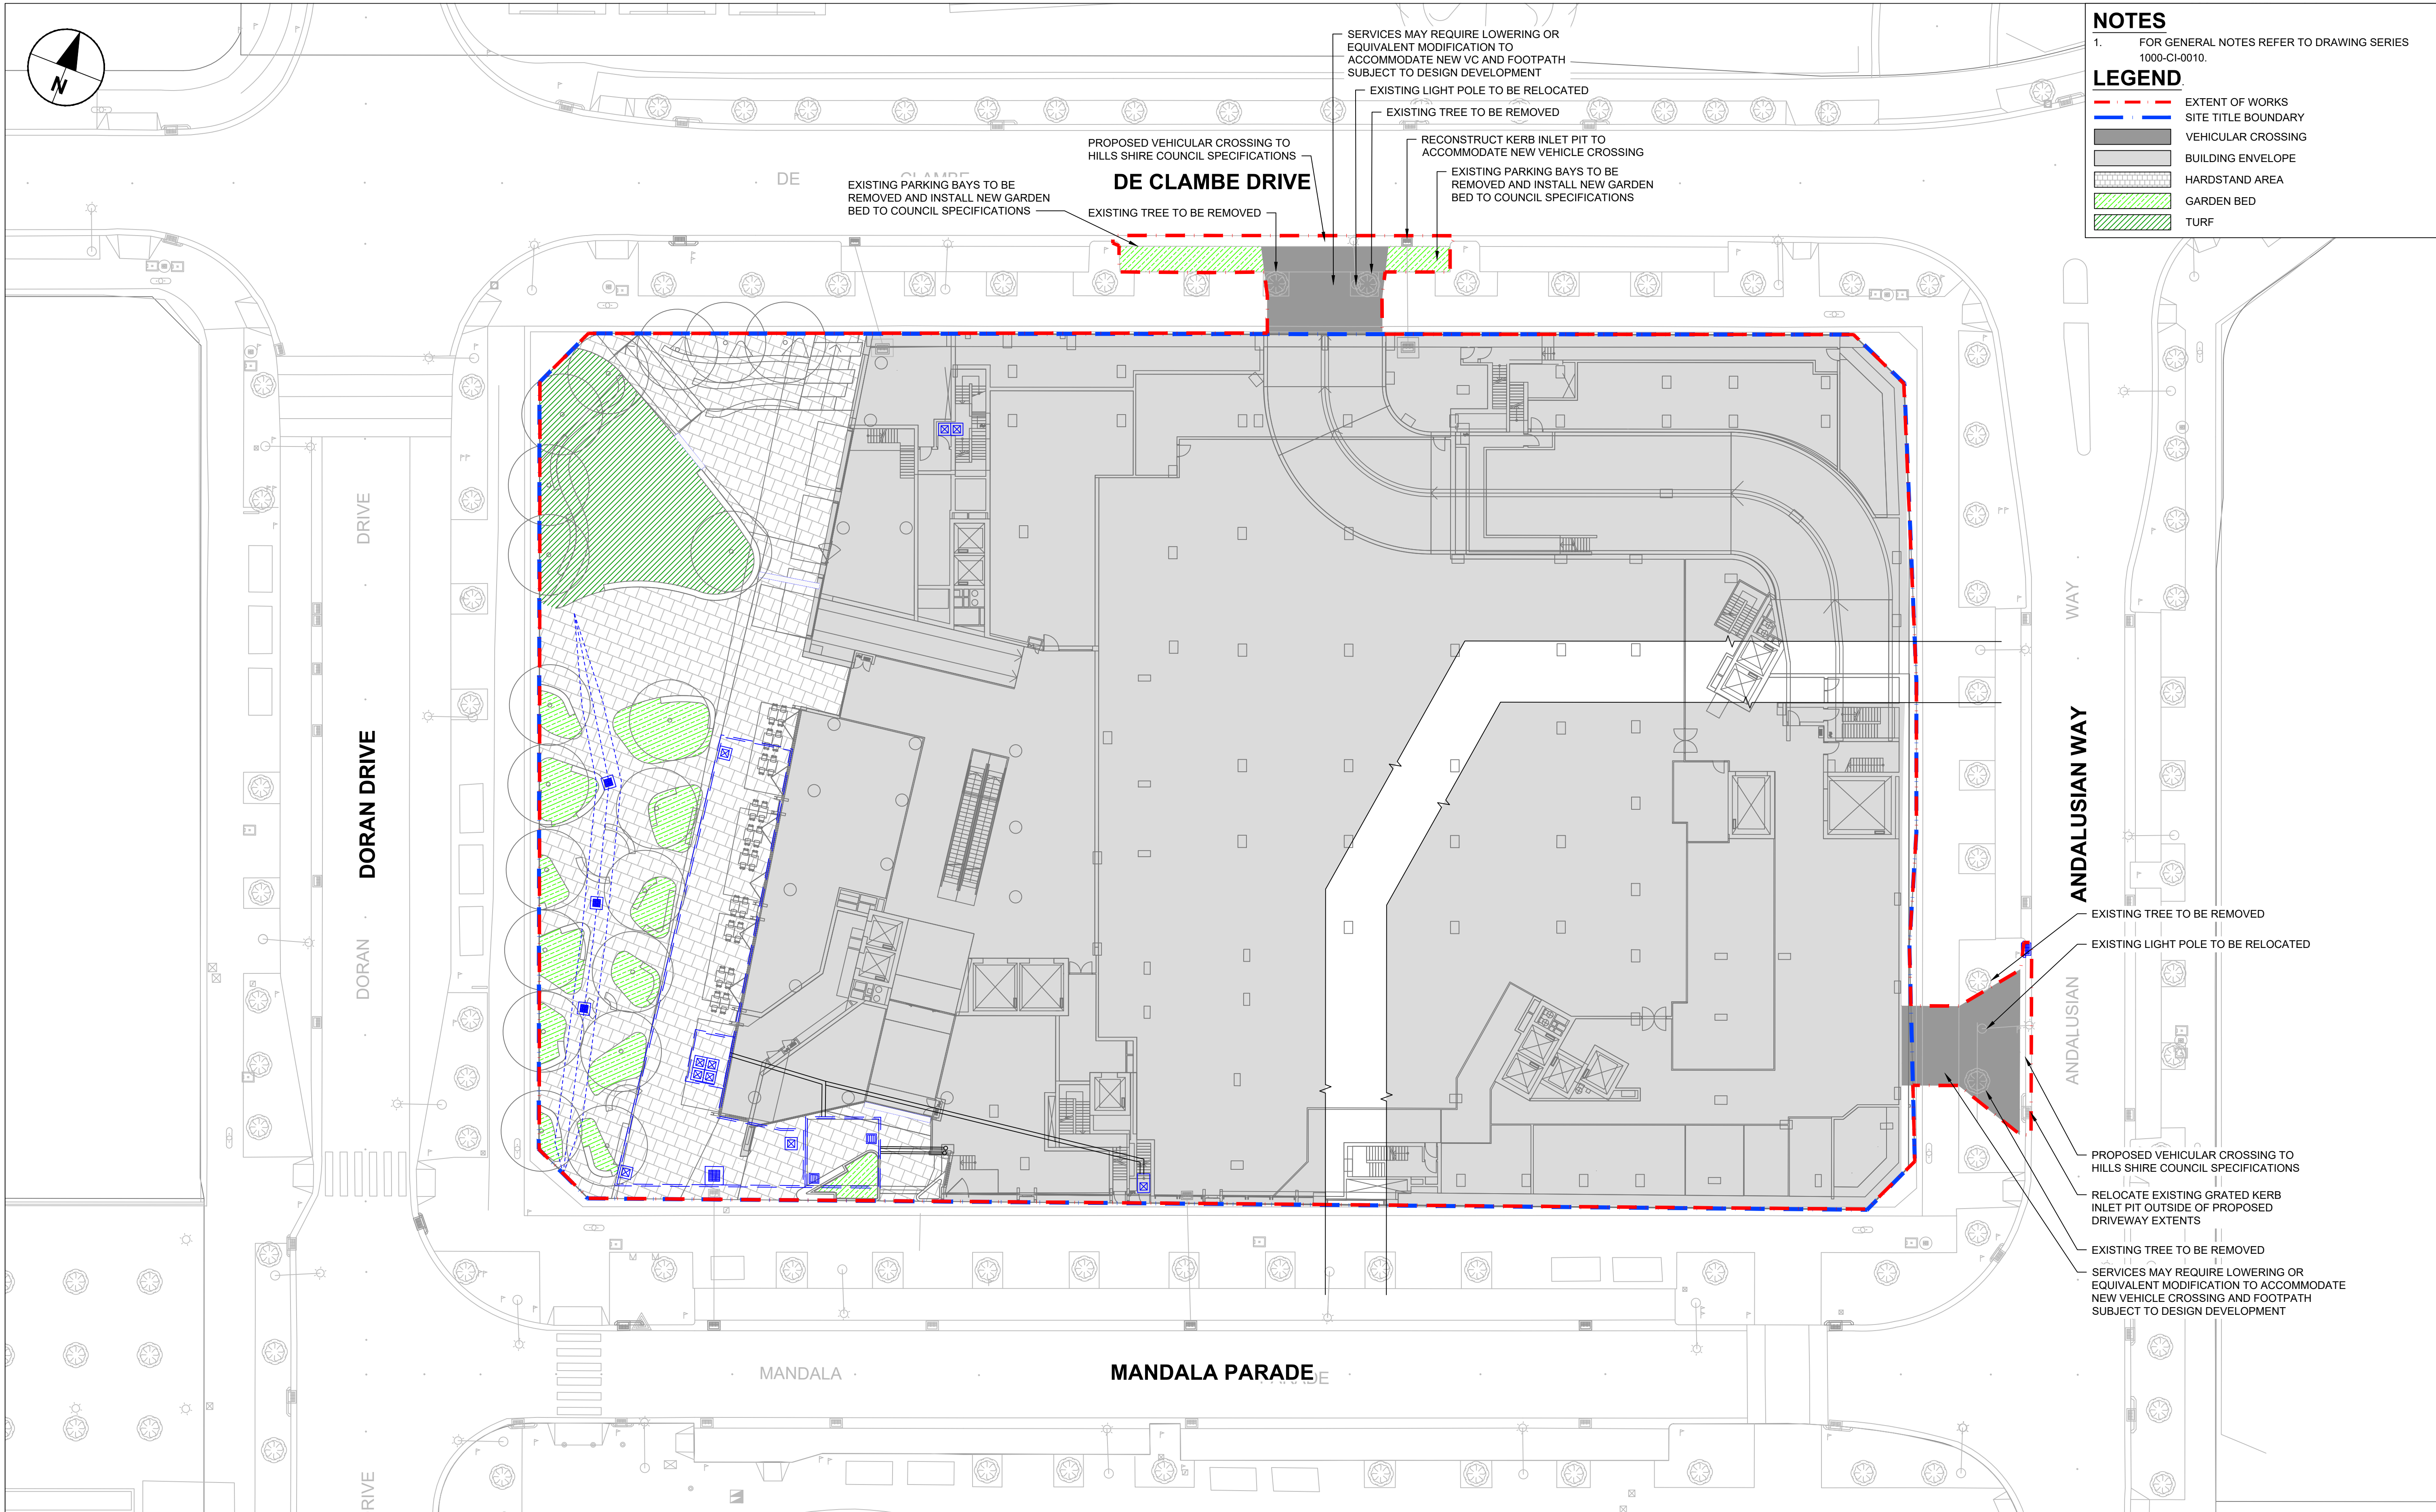 N
NOTES
1. FOR GENERAL NOTES REFER TO DRAWING SERIES
1000-CI-0010.
LEGEND
EXTENT OF WORKS
SITE TITLE BOUNDARY
VEHICULAR CROSSING
BUILDING ENVELOPE
HARDSTAND AREA
GARDEN BED
TURF
SERVICES MAY REQUIRE LOWERING OR
EQUIVALENT MODIFICATION TO
ACCOMMODATE NEW VC AND FOOTPATH
SUBJECT TO DESIGN DEVELOPMENT
EXISTING LIGHT POLE TO BE RELOCATED
EXISTING TREE TO BE REMOVED
RECONSTRUCT KERB INLET PIT TO
ACCOMMODATE NEW VEHICLE CROSSING
PROPOSED VEHICULAR CROSSING TO
HILLS SHIRE COUNCIL SPECIFICATIONS
EXISTING PARKING BAYS TO BE
REMOVED AND INSTALL NEW GARDEN
BED TO COUNCIL SPECIFICATIONS
DE CLAMBE
DE CLAMBE DRIVE
EXISTING PARKING BAYS TO BE
REMOVED AND INSTALL NEW GARDEN
BED TO COUNCIL SPECIFICATIONS
EXISTING TREE TO BE REMOVED
DRIVE
DORAN DRIVE
DORAN
WAY
ANDALUSIAN WAY
ANDALUSIAN
EXISTING TREE TO BE REMOVED
EXISTING LIGHT POLE TO BE RELOCATED
PROPOSED VEHICULAR CROSSING TO
HILLS SHIRE COUNCIL SPECIFICATIONS
RELOCATE EXISTING GRATED KERB
INLET PIT OUTSIDE OF PROPOSED
DRIVEWAY EXTENTS
EXISTING TREE TO BE REMOVED
SERVICES MAY REQUIRE LOWERING OR
EQUIVALENT MODIFICATION TO ACCOMMODATE
NEW VEHICLE CROSSING AND FOOTPATH
SUBJECT TO DESIGN DEVELOPMENT
M M
MANDALA
MANDALA PARADE
PARADE
RIVE